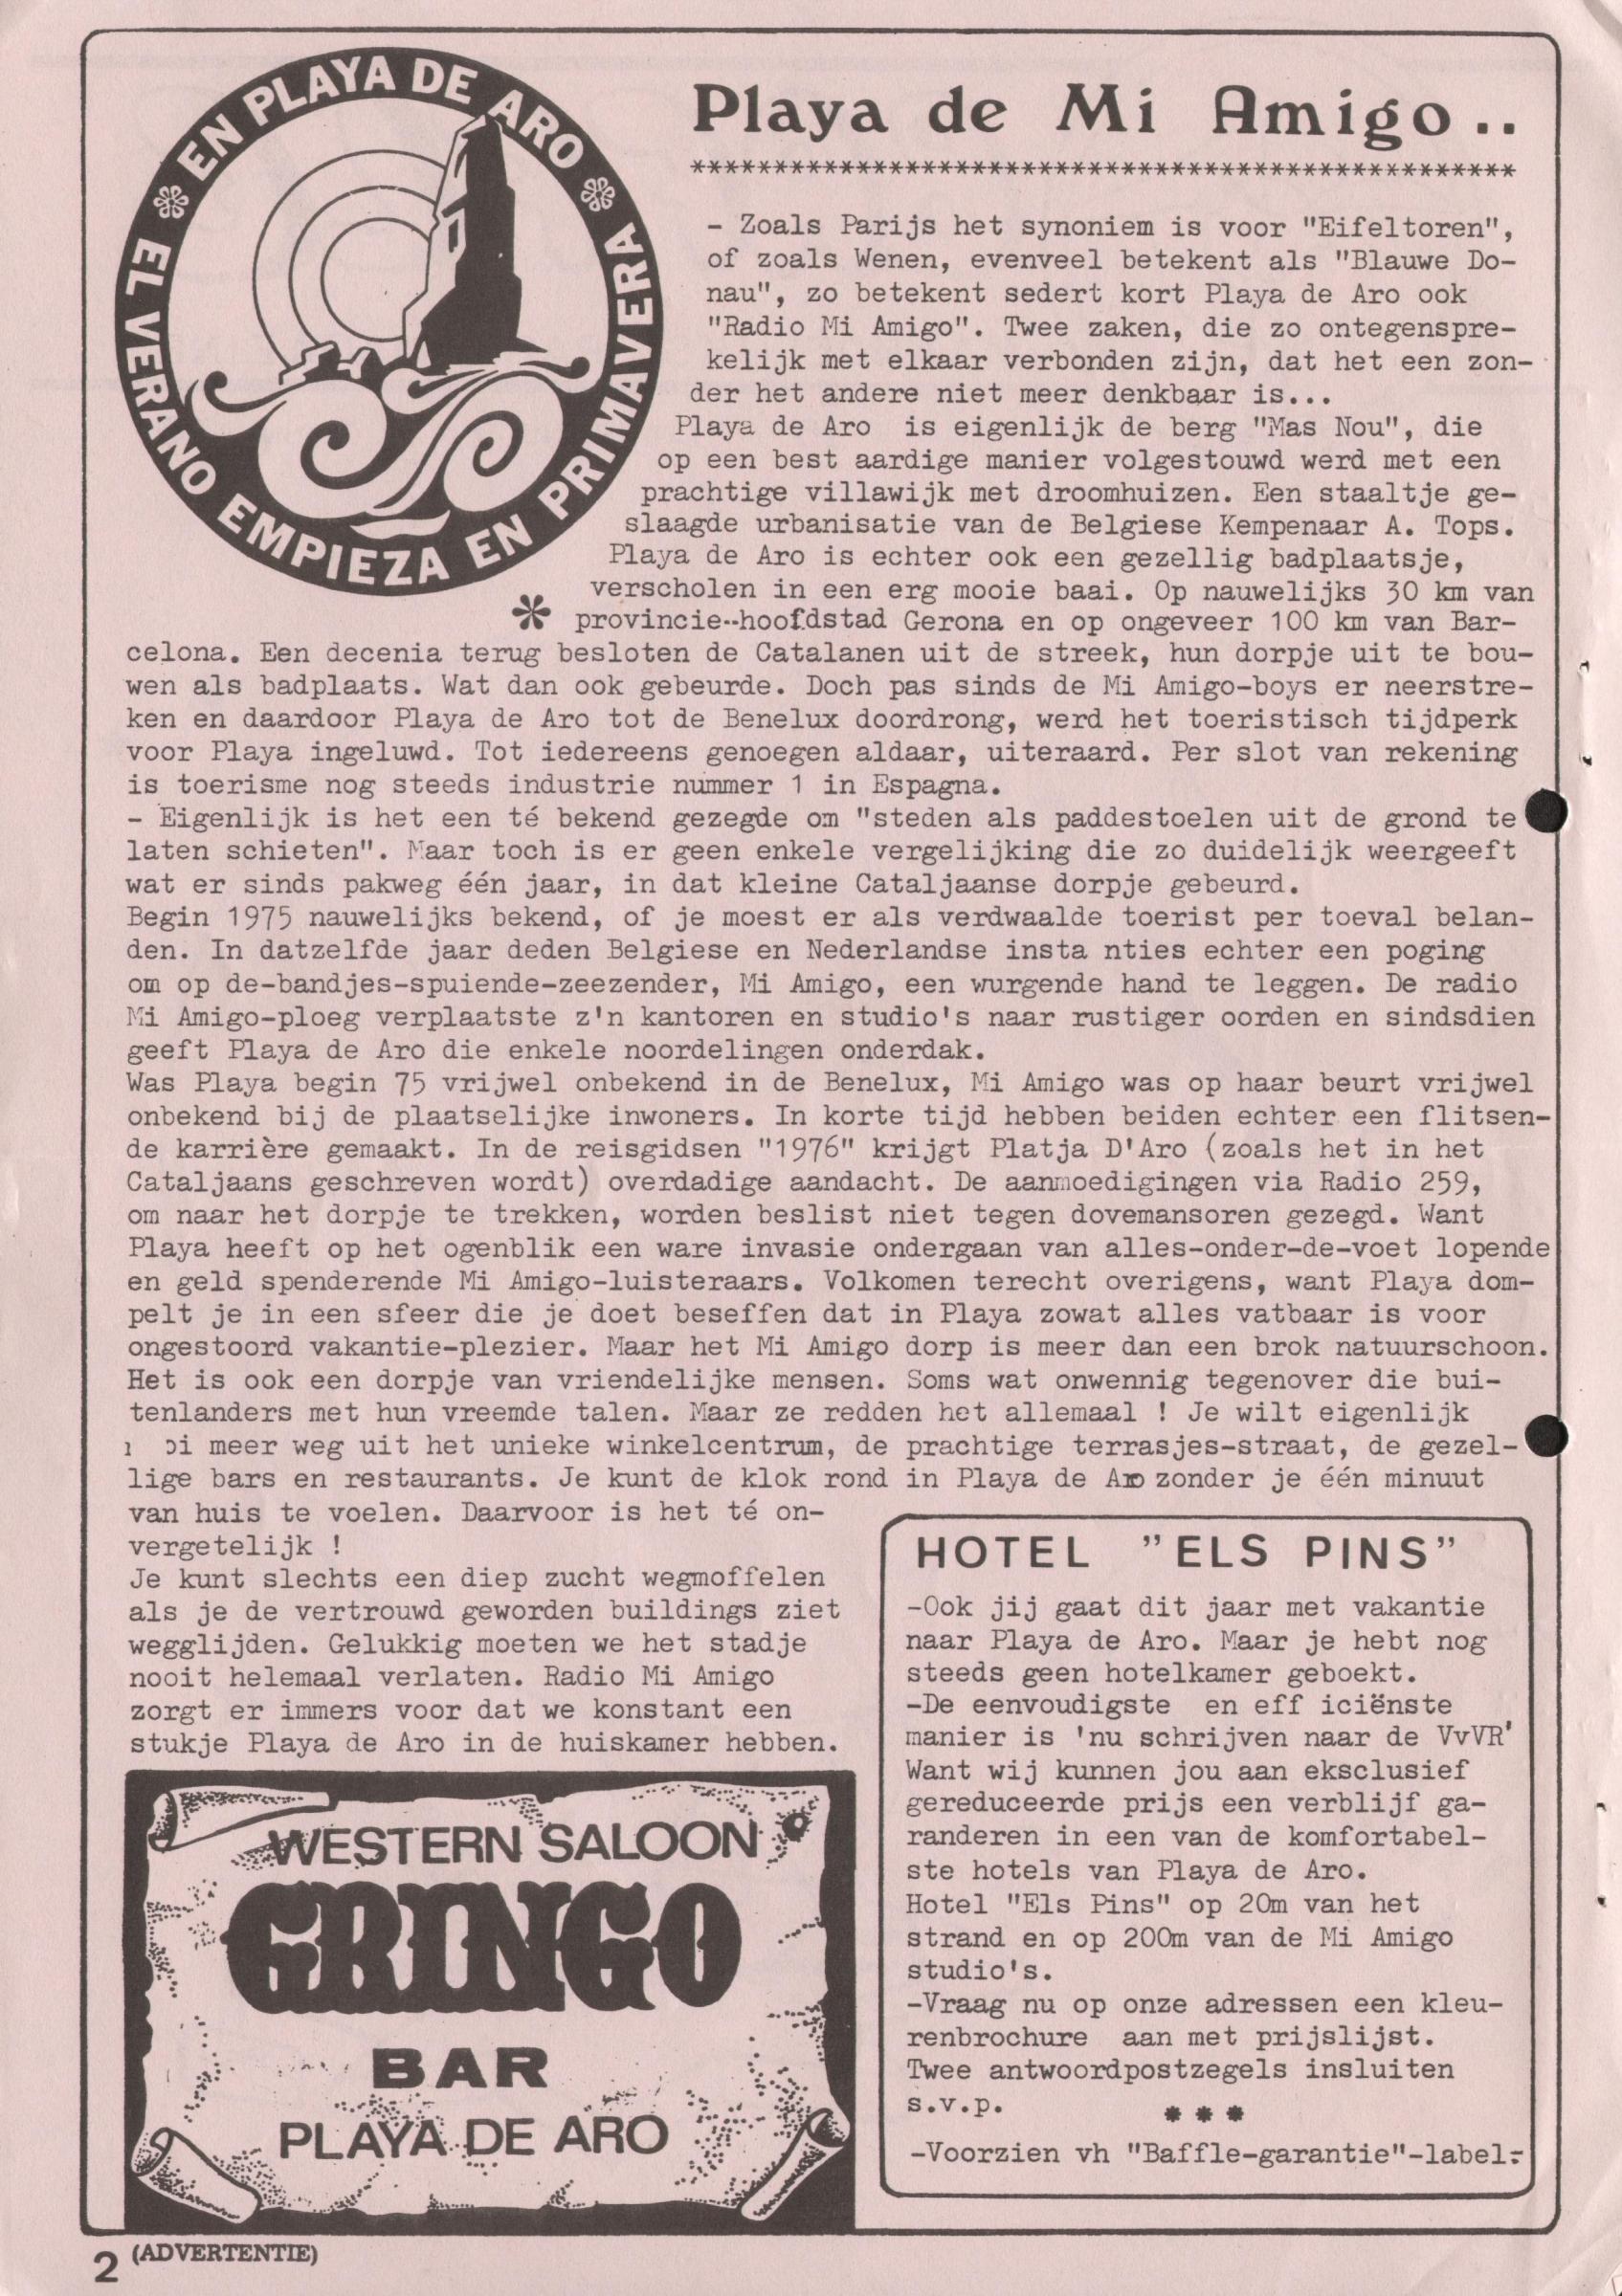 EN PLAYA DE ARO
EL VERANO EMPIEZA EN PRIMAVERA
Playa de Mi Amigo..
**************************************************
- Zoals Parijs het synoniem is voor "Eifeltoren",
of zoals Wenen, evenveel betekent als "Blauwe Do-
nau", zo betekent sedert kort Playa de Aro ook
"Radio Mi Amigo". Twee zaken, die zo ontegenspre-
kelijk met elkaar verbonden zijn, dat het een zon-
der het andere niet meer denkbaar is...
Playa de Aro is eigenlijk de berg "Mas Nou", die
op een best aardige manier volgestouwd werd met een
prachtige villawijk met droomhuizen. Een staaltje ge-
slaagde urbanisatie van de Belgiese Kempenaar A. Tops.
Playa de Aro is echter ook een gezellig badplaatsje,
verscholen in een erg mooie baai. Op nauwelijks 30 km van
* provincie-hoofdstad Gerona en op ongeveer 100 km van Bar-
celona. Een decenia terug besloten de Catalanen uit de streek, hun dorpje uit te bou-
wen als badplaats. Wat dan ook gebeurde. Doch pas sinds de Mi Amigo-boys er neerstre-
ken en daardoor Playa de Aro tot de Benelux doordrong, werd het toeristisch tijdperk
voor Playa ingeluwd. Tot iedereens genoegen aldaar, uiteraard. Per slot van rekening
is toerisme nog steeds industrie nummer 1 in Espagna.
- Eigenlijk is het een té bekend gezegde om "steden als paddestoelen uit de grond te
laten schieten". Maar toch is er geen enkele vergelijking die zo duidelijk weergeeft
wat er sinds pakweg één jaar, in dat kleine Cataljaanse dorpje gebeurd.
Begin 1975 nauwelijks bekend, of je moest er als verdwaalde toerist per toeval belan-
den. In datzelfde jaar deden Belgiese en Nederlandse insta nties echter een poging
om op de-bandjes-spuiende-zeezender, Mi Amigo, een wurgende hand te leggen. De radio
Mi Amigo-ploeg verplaatste z'n kantoren en studio's naar rustiger oorden en sindsdien
geeft Playa de Aro die enkele noordelingen onderdak.
Was Playa begin 75 vrijwel onbekend in de Benelux, Mi Amigo was op haar beurt vrijwel
onbekend bij de plaatselijke inwoners. In korte tijd hebben beiden echter een flitsen-
de karrière gemaakt. In de reisgidsen "1976" krijgt Platja D'Aro (zoals het in het
Cataljaans geschreven wordt) overdadige aandacht. De aanmoedigingen via Radio 259,
om naar het dorpje te trekken, worden beslist niet tegen dovemansoren gezegd. Want
Playa heeft op het ogenblik een ware invasie ondergaan van alles-onder-de-voet lopende
en geld spenderende Mi Amigo-luisteraars. Volkomen terecht overigens, want Playa dom-
pelt je in een sfeer die je doet beseffen dat in Playa zowat alles vatbaar is voor
ongestoord vakantie-plezier. Maar het Mi Amigo dorp is meer dan een brok natuurschoon.
Het is ook een dorpje van vriendelijke mensen. Soms wat onwennig tegenover die bui-
tenlanders met hun vreemde talen. Maar ze redden het allemaal ! Je wilt eigenlijk
meer weg uit het unieke winkelcentrum, de prachtige terrasjes-straat, de gezel-
lige bars en restaurants. Je kunt de klok rond in Playa de Aro zonder je één minuut
van huis te voelen. Daarvoor is het té on-
vergetelijk !
Je kunt slechts een diep zucht wegmoffelen
als je de vertrouwd geworden buildings ziet
wegglijden. Gelukkig moeten we het stadje
nooit helemaal verlaten. Radio Mi Amigo
zorgt er immers voor dat we konstant een
stukje Playa de Aro in de huiskamer hebben.
HOTEL "ELS PINS"
-Ook jij gaat dit jaar met vakantie
naar Playa de Aro. Maar je hebt nog
steeds geen hotelkamer geboekt.
-De eenvoudigste en eff iciënste
manier is 'nu schrijven naar de VvVR'
Want wij kunnen jou aan eksclusief
gereduceerde prijs een verblijf ga-
randeren in een van de komfortabel-
ste hotels van Playa de Aro.
Hotel "Els Pins" op 20m van het
strand en op 200m van de Mi Amigo
studio's.
-Vraag nu op onze adressen een kleu-
renbrochure aan met prijslijst.
Twee antwoordpostzegels insluiten
s.v.p. ***
-Voorzien vh "Baffle-garantie"-label-
WESTERN SALOON
GRINGO
BAR
PLAYA DE ARO
2 (ADVERTENTIE)